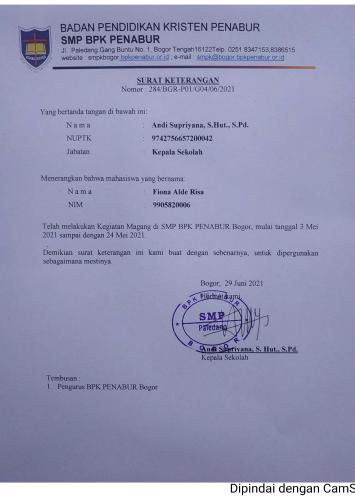 BADAN PENDIDIKAN KRISTEN PENABUR
SMP BPK PENABUR
Jl. Paledang Gang Buntu No. 1, Bogor Tengah16122Telp. 0251 8347153,8386515
website : smpkbogor.bpkpenabur.or.id ; e-mail : smpk@bogor.bpkpenabur.or.id
SURAT KETERANGAN
Nomor : 284/BGR-P01/G04/06/2021
Yang bertanda tangan di bawah ini:
N a m a : Andi Supriyana, S.Hut., S.Pd.
NUPTK : 9742756657200042
Jabatan : Kepala Sekolah
Menerangkan bahwa mahasiswa yang bernama:
N a m a : Fiona Alde Risa
NIM : 9905820006
Telah melakukan Kegiatan Magang di SMP BPK PENABUR Bogor, mulai tanggal 3 Mei
2021 sampai dengan 24 Mei 2021.
Demikian surat keterangan ini kami buat dengan sebenarnya, untuk dipergunakan
sebagaimana mestinya.
Bogor, 29 Juni 2021
kami,
BPK PENABUR
SMP
Paledang
BOGOR
Andi Supriyana, S. Hut., S.Pd.
Kepala Sekolah
Tembusan :
1. Pengurus BPK PENABUR Bogor
Dipindai dengan CamS